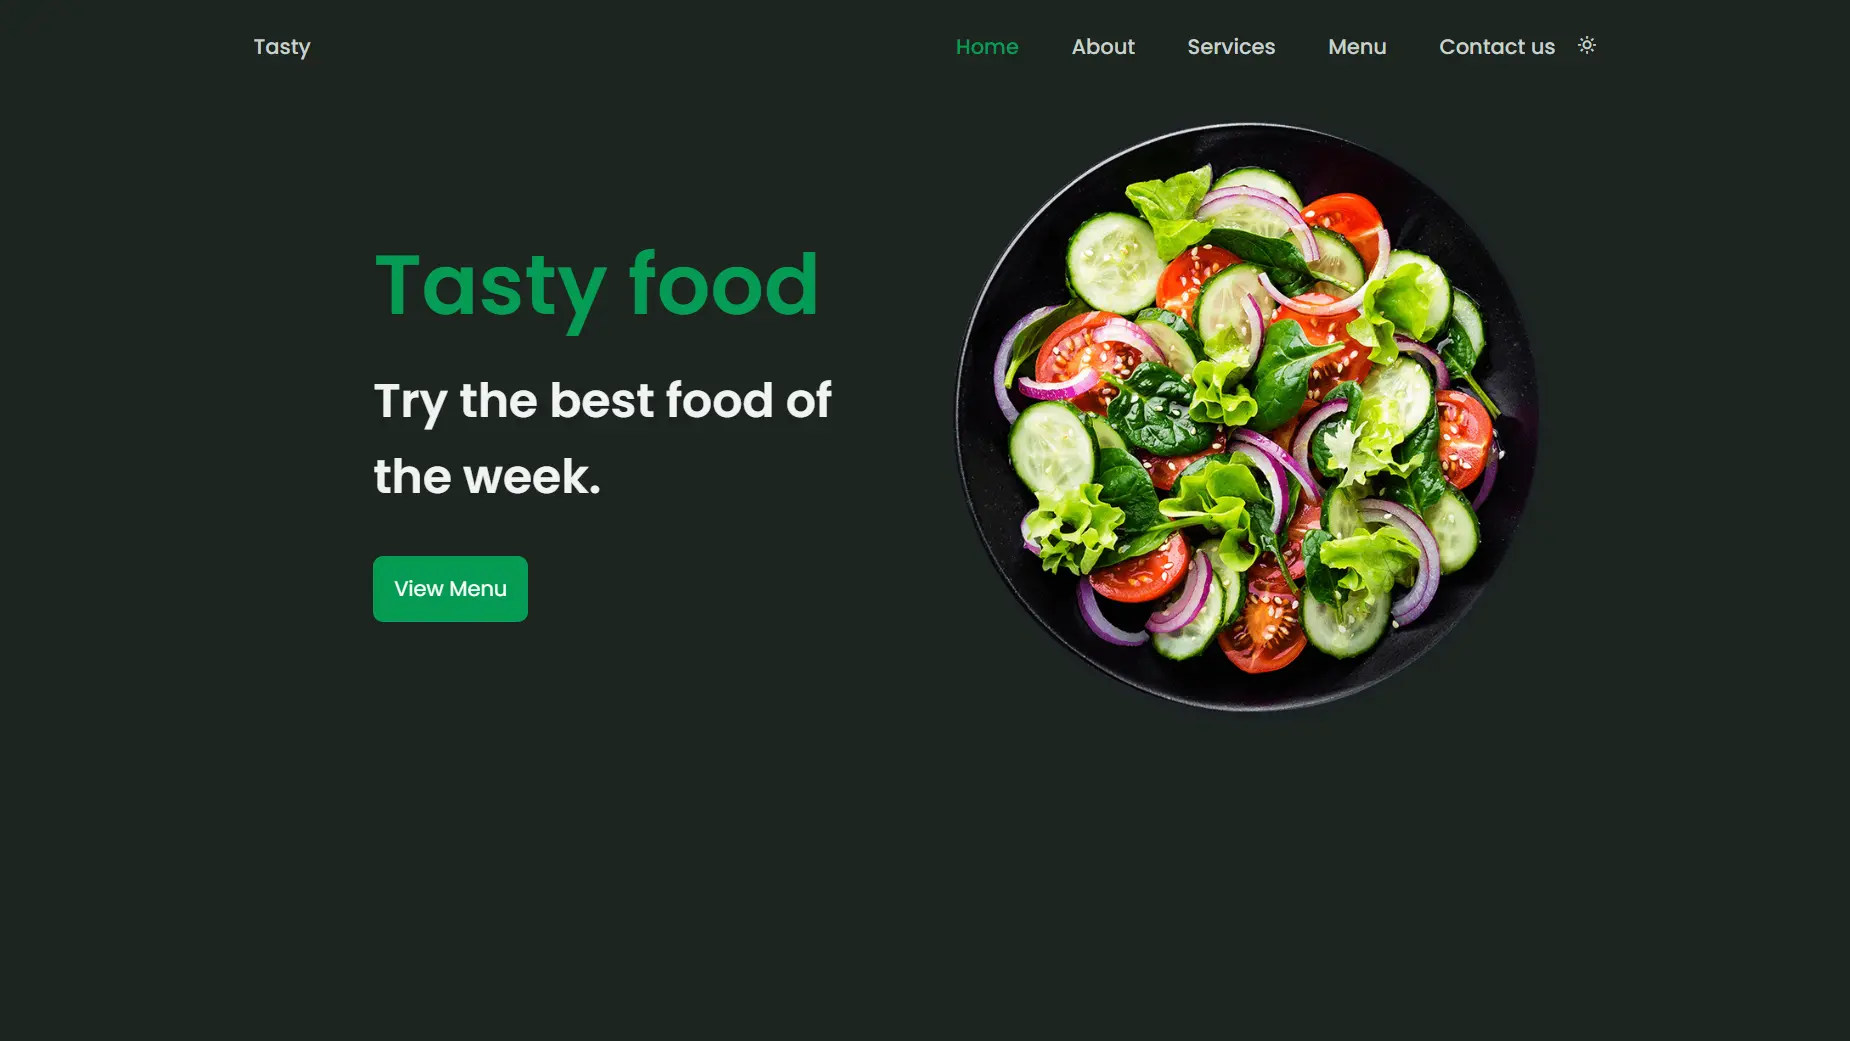 Tasty
Home About Services Menu Contact us
Tasty food
Try the best food of
the week.
View Menu